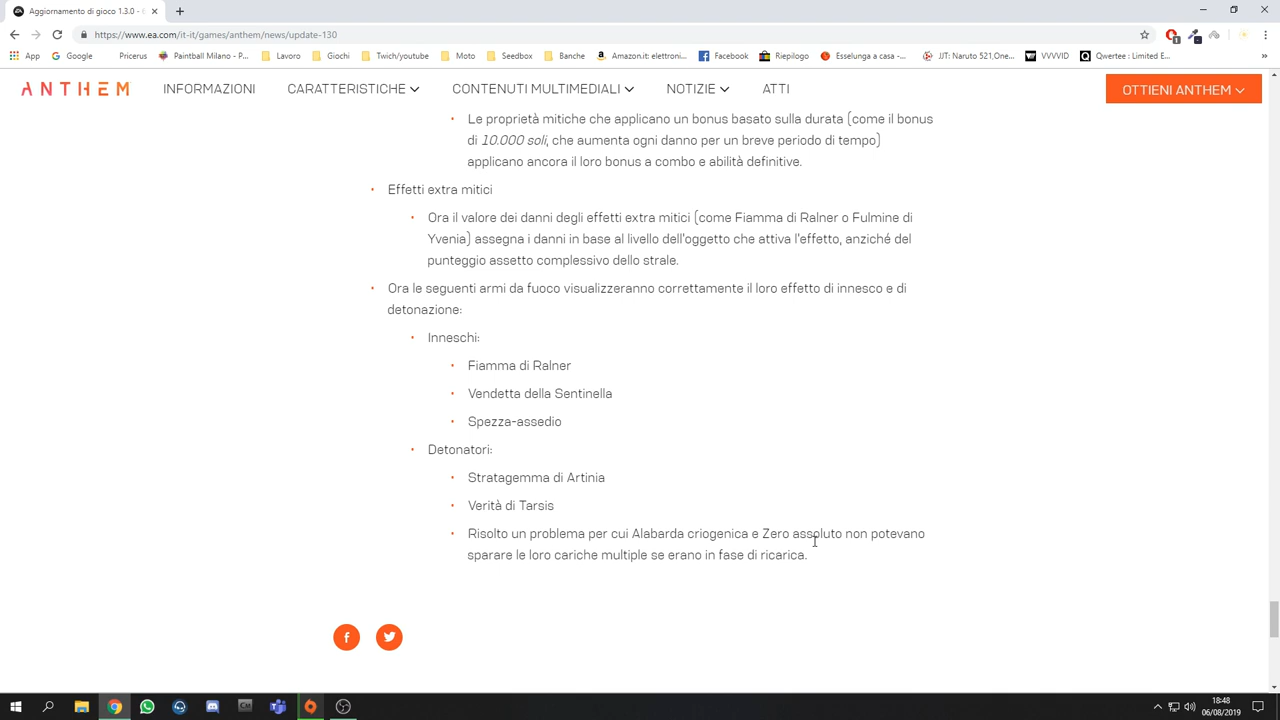 Aggiornamento di gioco 1.3.0 - E
https://www.ea.com/it-it/games/anthem/news/update-130
App Google Pricerus Paintball Milano - P... Lavoro Giochi Twich/youtube Moto Seedbox Banche Amazon.it: elettroni... Facebook Riepilogo Esselunga a casa -... JJT: Naruto 521,One... VVVVID Qwertee : Limited E... »
ANTHEM INFORMAZIONI CARATTERISTICHE CONTENUTI MULTIMEDIALI NOTIZIE ATTI OTTIENI ANTHEM
Le proprietà mitiche che applicano un bonus basato sulla durata (come il bonus
di 10.000 soli, che aumenta ogni danno per un breve periodo di tempo)
applicano ancora il loro bonus a combo e abilità definitive.
Effetti extra mitici
Ora il valore dei danni degli effetti extra mitici (come Fiamma di Ralner o Fulmine di
Yvenia) assegna i danni in base al livello dell'oggetto che attiva l'effetto, anziché del
punteggio assetto complessivo dello strale.
Ora le seguenti armi da fuoco visualizzeranno correttamente il loro effetto di innesco e di
detonazione:
Inneschi:
Fiamma di Ralner
Vendetta della Sentinella
Spezza-assedio
Detonatori:
Stratagemma di Artinia
Verità di Tarsis
Risolto un problema per cui Alabarda criogenica e Zero assoluto non potevano
sparare le loro cariche multiple se erano in fase di ricarica.
18:48
06/08/2019